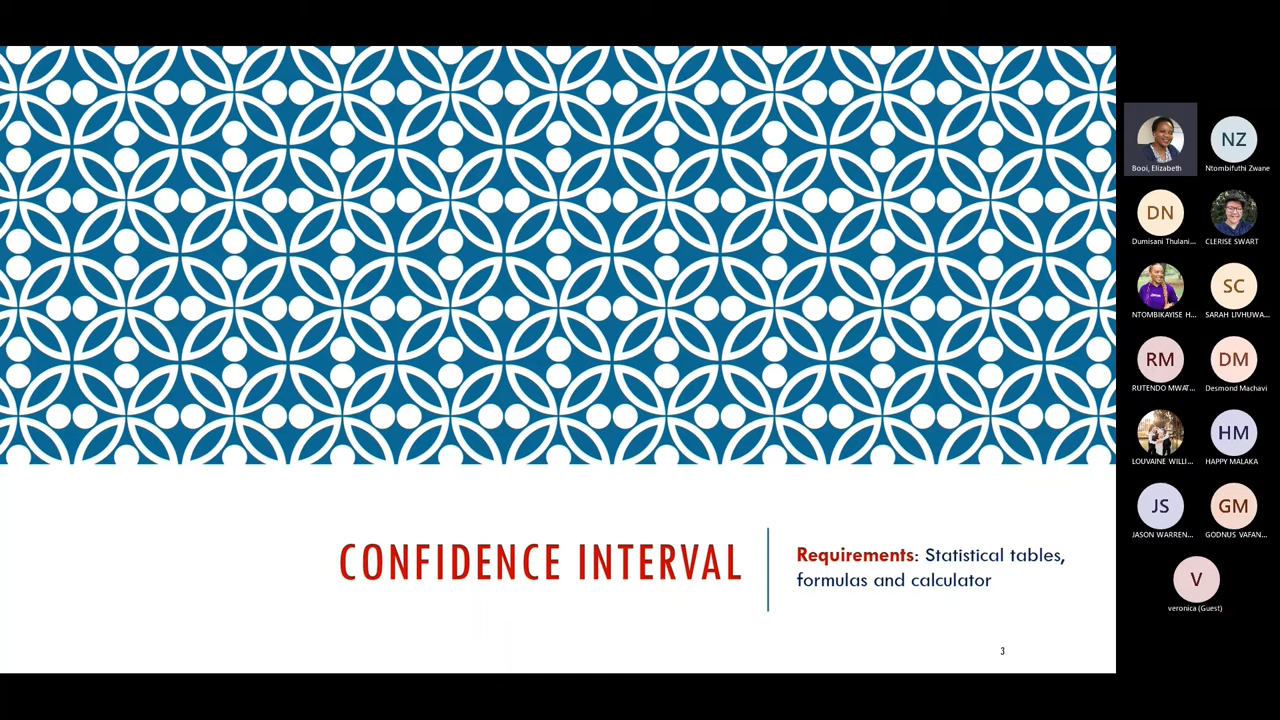 CONFIDENCE INTERVAL
Requirements: Statistical tables,
formulas and calculator
3
Booi, Elizabeth
NZ
Ntombifuthi Zwane
DN
Dumisani Thulani...
CLERISE SWART
NTOMBIKAYISE H...
SC
SARAH LIVHUWA...
RM
RUTENDO MWAT...
DM
Desmond Machavi
LOUVAINE WILLI...
HM
HAPPY MALAKA
JS
JASON WARREN...
GM
GODNUS VAFAN...
V
veronica (Guest)